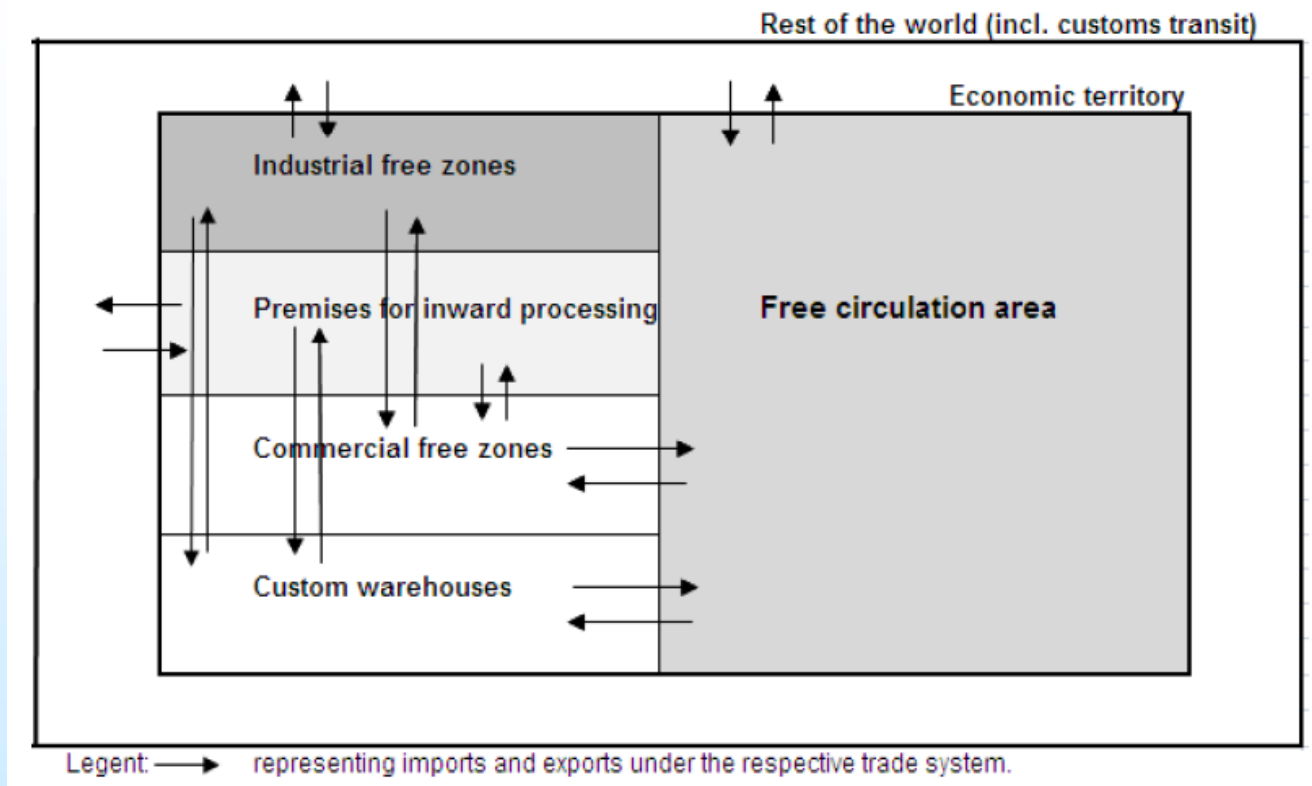 Rest of the world (incl. customs transit)
Economic territory
Industrial free zones
Premises for inward processing
Free circulation area
Commercial free zones
Custom warehouses
Legent: representing imports and exports under the respective trade system.